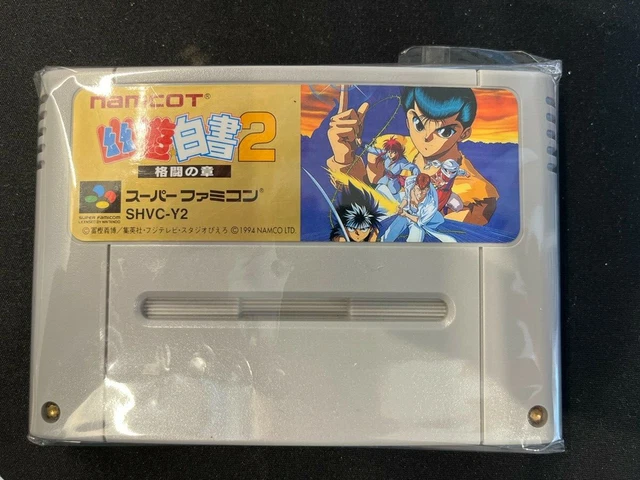 namcoT®
幽遊白書2
格闘の章
スーパーファミコン®
SUPER FAMICOM
SHVC-Y2
©冨樫義博／集英社・フジテレビ・スタジオぴえろ ©1994 NAMCO LTD.